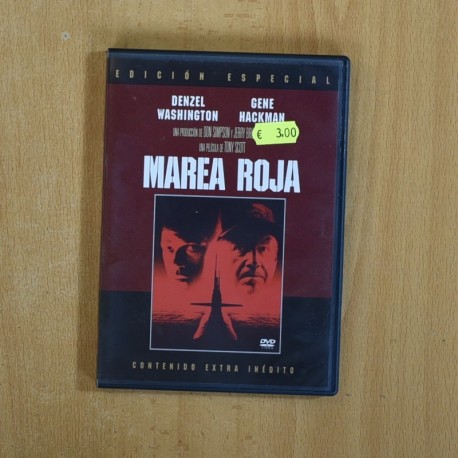 EDICIÓN ESPECIAL
DENZEL WASHINGTON
GENE HACKMAN
€ 3,00
UNA PRODUCCIÓN DE DON SIMPSON Y JERRY
UNA PELÍCULA DE TONY SCOTT
MAREA ROJA
DVD
CONTENIDO EXTRA INÉDITO